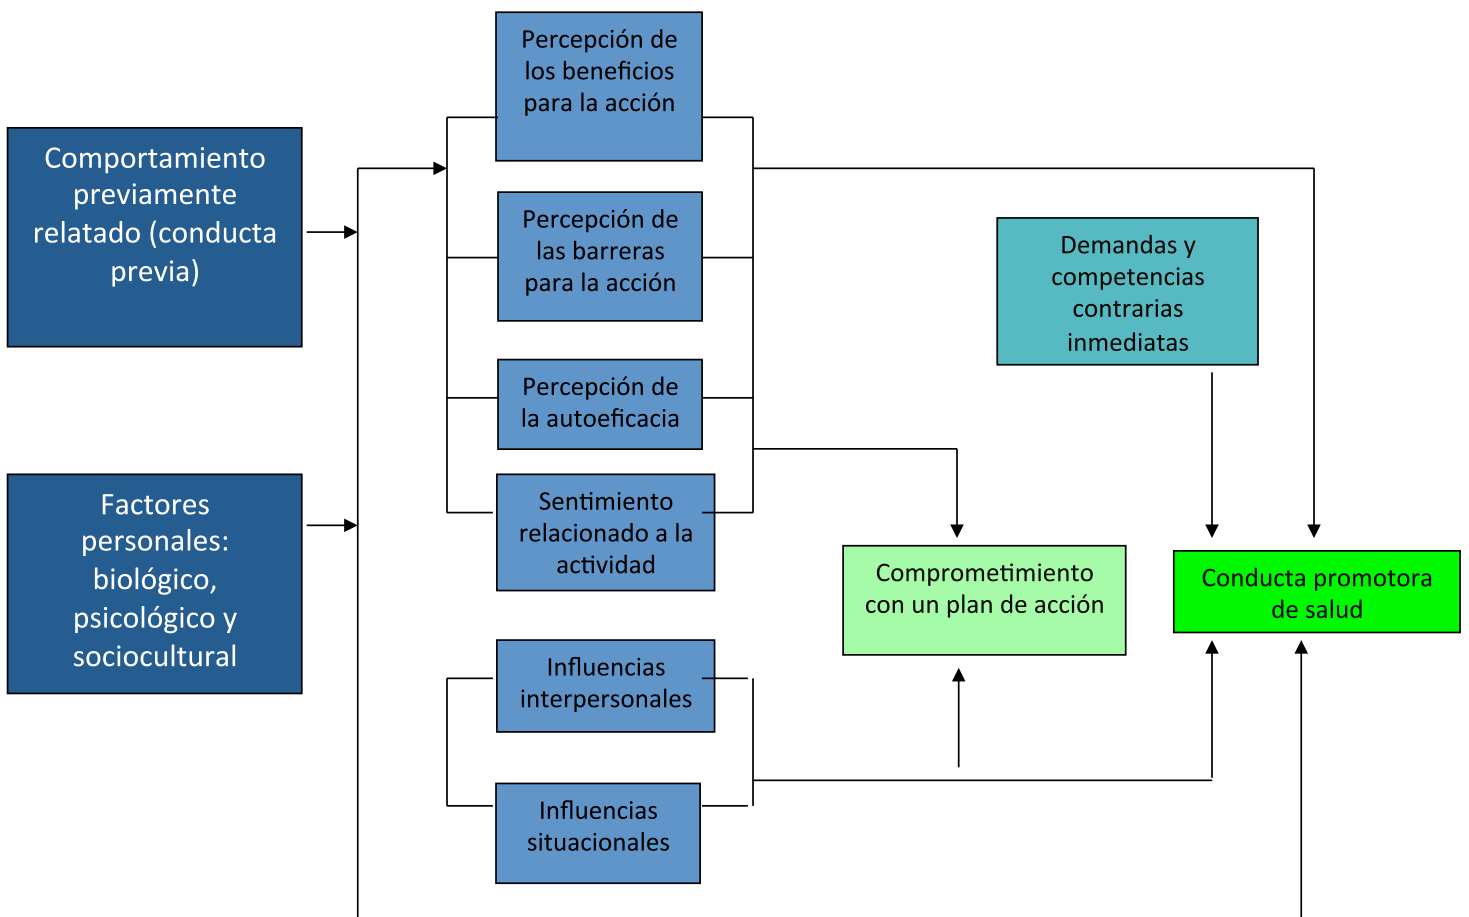 Comportamiento
previamente
relatado (conducta
previa)
Factores
personales:
biológico,
psicológico y
sociocultural
Percepción de
los beneficios
para la acción
Percepción de
las barreras
para la acción
Percepción de
la autoeficacia
Sentimiento
relacionado a la
actividad
Influencias
interpersonales
Influencias
situacionales
Demandas y
competencias
contrarias
inmediatas
Comprometimiento
con un plan de acción
Conducta promotora
de salud